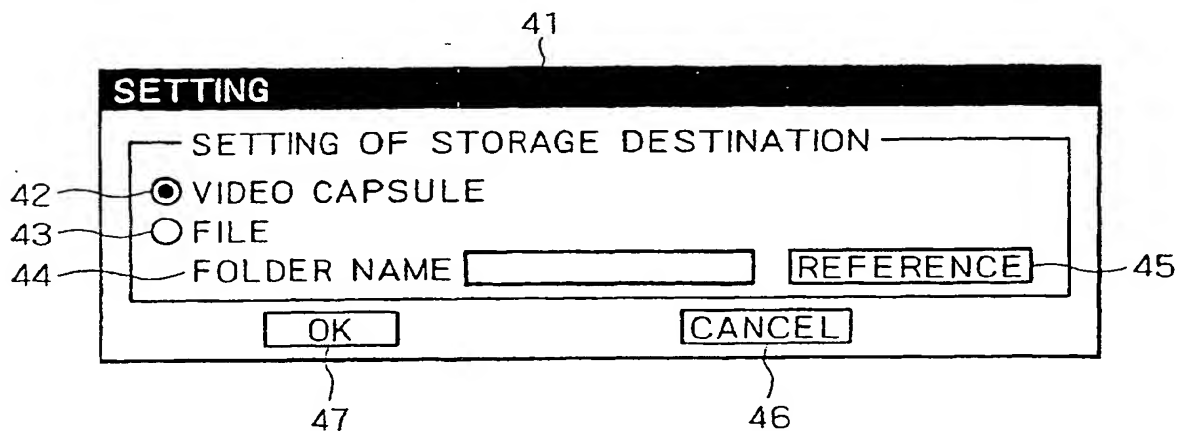 41
SETTING
SETTING OF STORAGE DESTINATION
42 VIDEO CAPSULE
43 FILE
44 FOLDER NAME REFERENCE 45
OK CANCEL
47 46